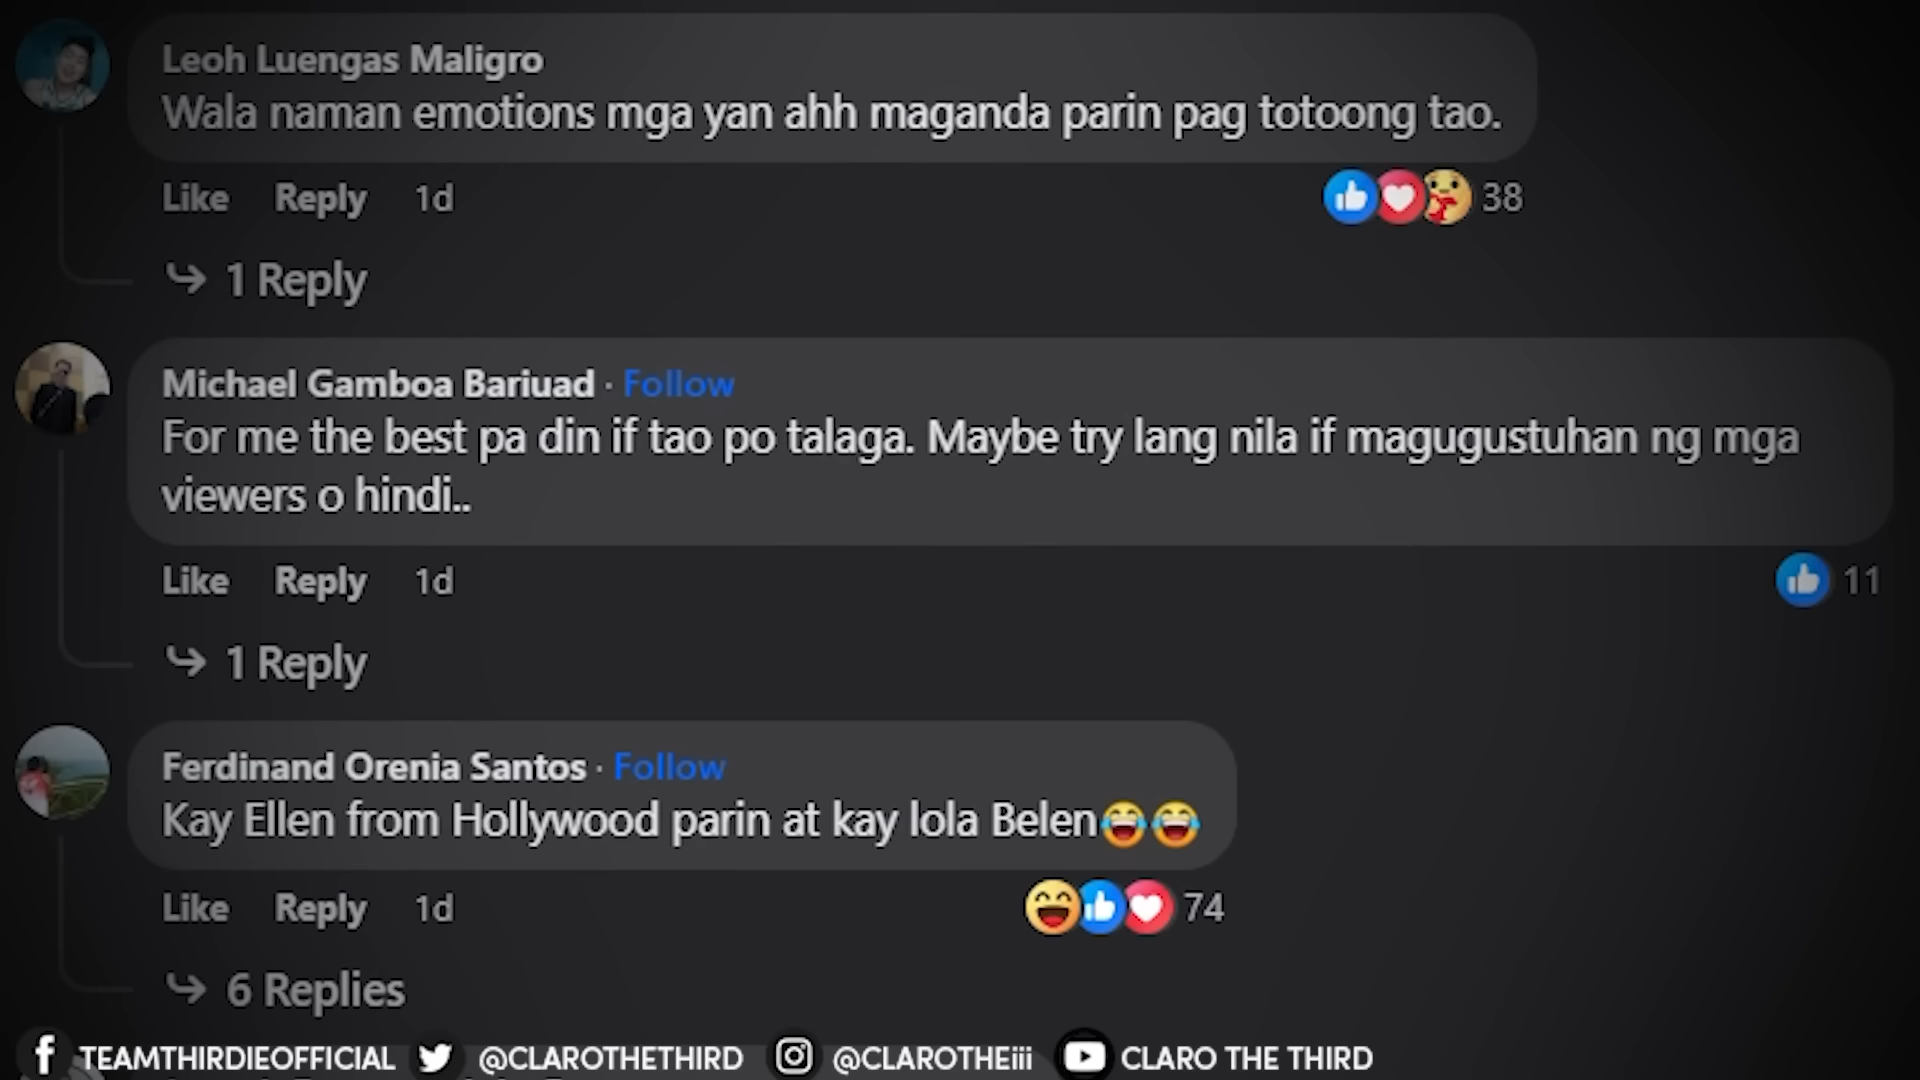 Leoh Luengas Maligro
Wala naman emotions mga yan ahh maganda parin pag totoong tao.
Like Reply 1d 38
1 Reply
Michael Gamboa Bariuad · Follow
For me the best pa din if tao po talaga. Maybe try lang nila if magugustuhan ng mga
viewers o hindi..
Like Reply 1d 11
1 Reply
Ferdinand Orenia Santos · Follow
Kay Ellen from Hollywood parin at kay lola Belen😂😂
Like Reply 1d 74
6 Replies
TEAMTHIRDIEOFFICIAL @CLAROTHETHIRD @CLAROTHEiii CLARO THE THIRD